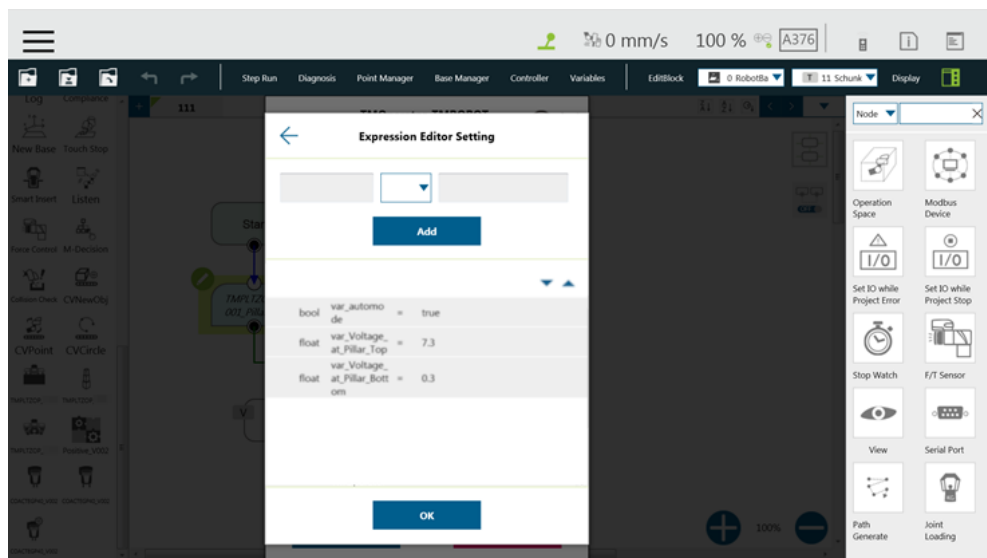 0 mm/s 100 % A376
Step Run Diagnosis Point Manager Base Manager Controller Variables EditBlock 0 RobotBa T 11 Schunk Display
Log Compliance
111
New Base Touch Stop
Smart Insert Listen
Force Control M-Decision
Collision Check CVNewObj
CVPoint CVCircle
Positive_V002
Star
001_Pilla
V
Expression Editor Setting
Add
bool var_automo
de = true
float var_Voltage_
at_Pillar_Top = 7.3
float var_Voltage_
at_Pillar_Bott
om = 0.3
OK
100%
OFF
Node
Operation
Space
Modbus
Device
I/O
I/O
Set IO while
Project Error
Set IO while
Project Stop
Stop Watch
F/T Sensor
View
Serial Port
Path
Generate
Joint
Loading